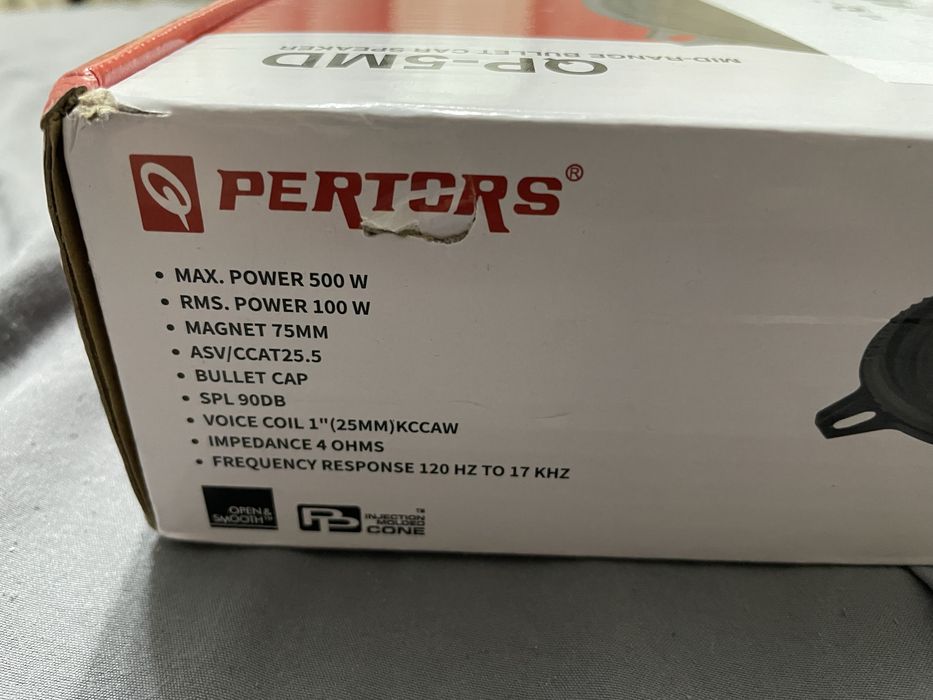 QP-5MD
MID-RANGE BULLET CAR SPEAKER
PERTORS®
• MAX. POWER 500 W
• RMS. POWER 100 W
• MAGNET 75MM
• ASV/CCAT25.5
• BULLET CAP
• SPL 90DB
• VOICE COIL 1"(25MM)KCCAW
• IMPEDANCE 4 OHMS
• FREQUENCY RESPONSE 120 HZ TO 17 KHZ
OPEN &
SMOOTH™
INJECTION ™
MOLDED
CONE